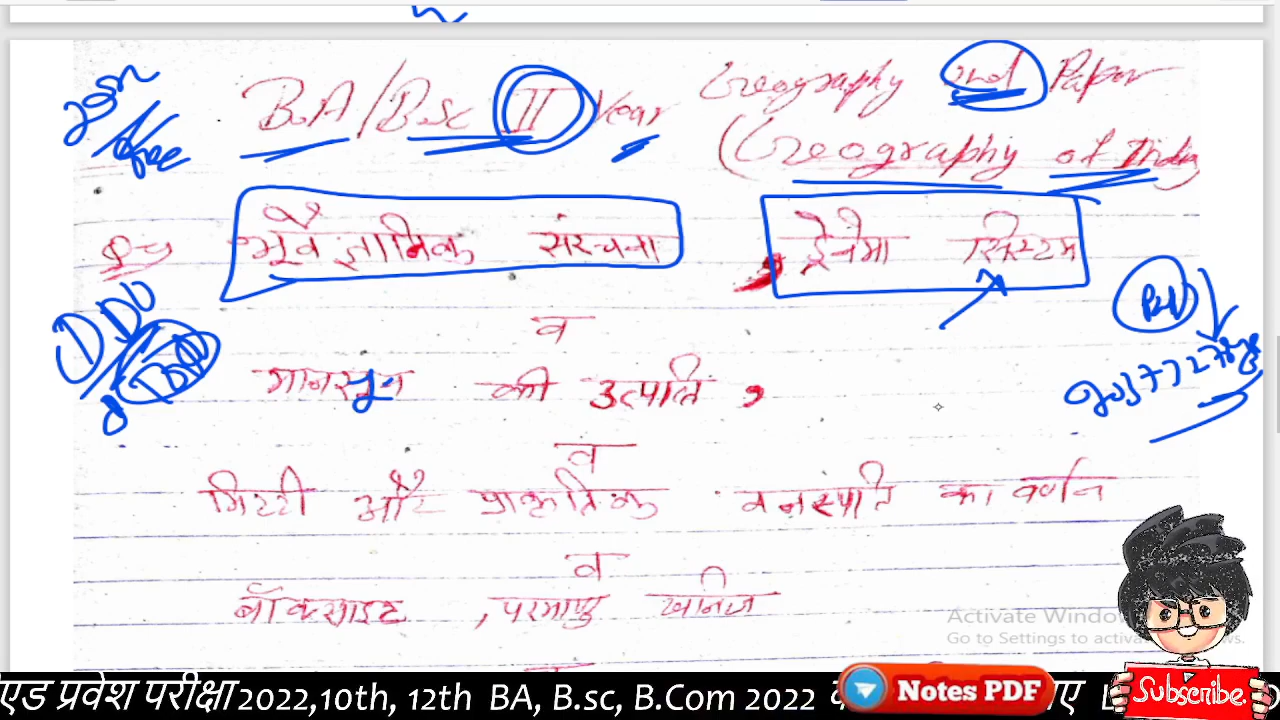 B.A/B.sc II Year Geography 2nd Paper
(Geography of India
भूवैज्ञानिक संरचना , ड्रेनेमा सिस्टम
व
मानसून की उत्पति ,
व
मिटटी और प्राकृतिक वनस्पति का वर्णन
व
बॉक्साइट , परमाणु खनिज
Activate Windows
Go to Settings to activate
एड प्रवेश परीक्षा 2022,10th, 12th BA, B.sc, B.Com 2022
Notes PDF
Subscribe